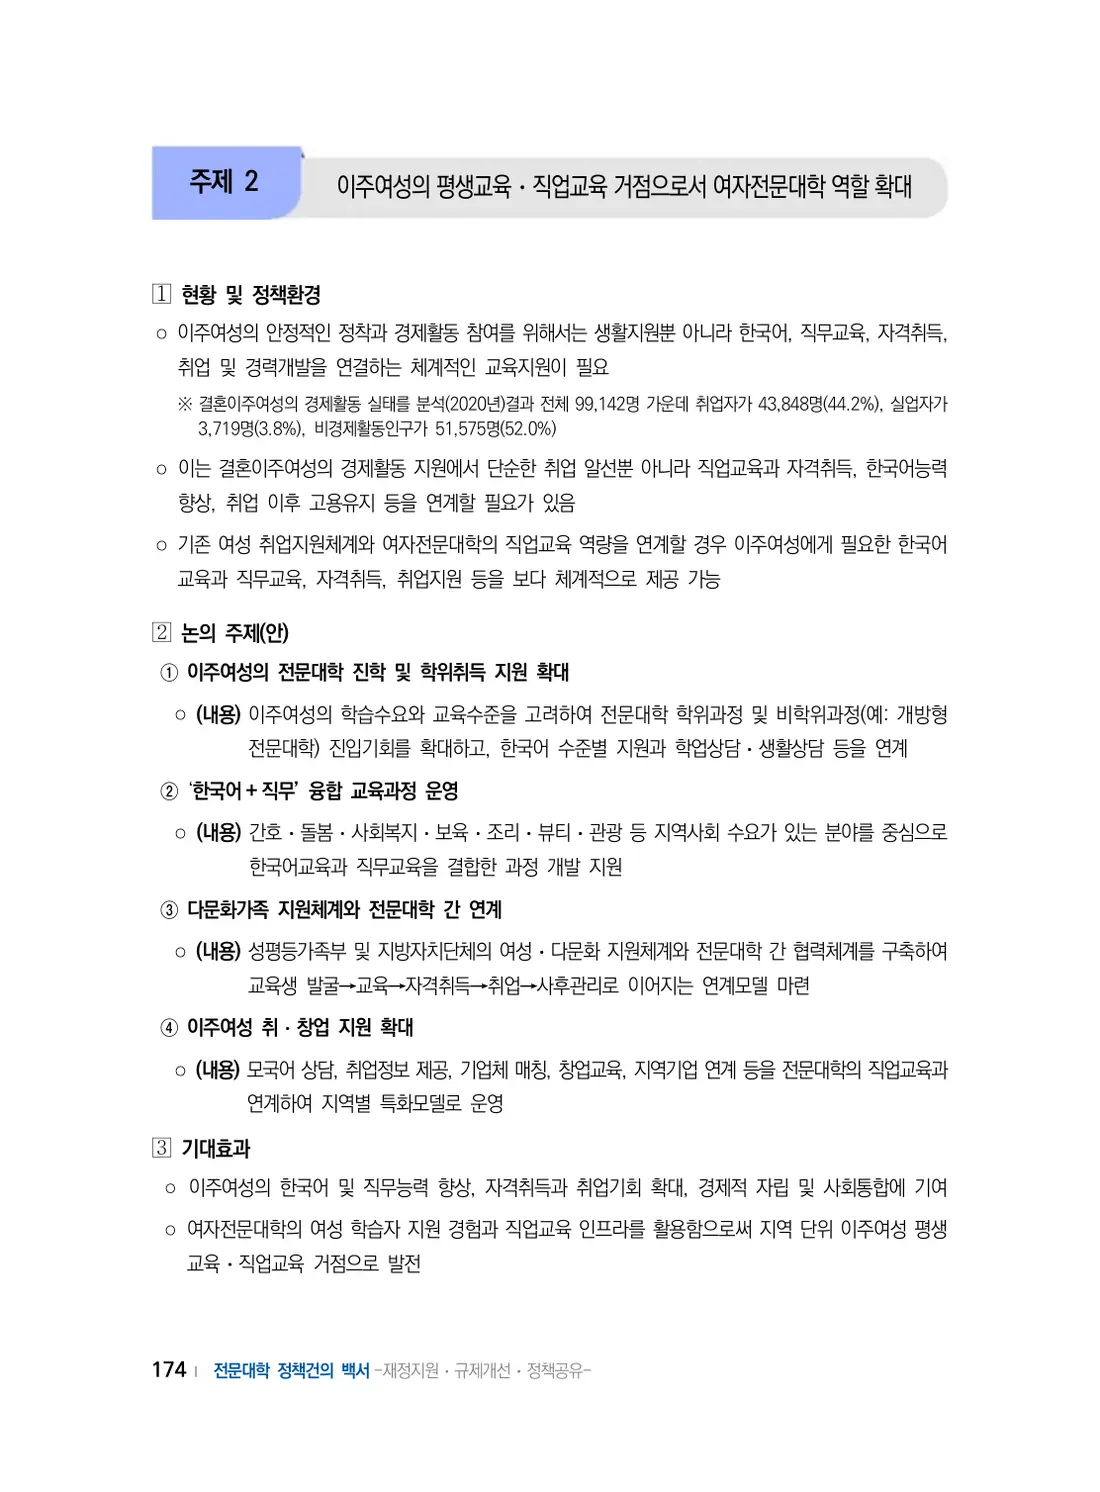 주제 2
이주여성의 평생교육·직업교육 거점으로서 여자전문대학 역할 확대
1 현황 및 정책환경
○ 이주여성의 안정적인 정착과 경제활동 참여를 위해서는 생활지원뿐 아니라 한국어, 직무교육, 자격취득,
취업 및 경력개발을 연결하는 체계적인 교육지원이 필요
※ 결혼이주여성의 경제활동 실태를 분석(2020년)결과 전체 99,142명 가운데 취업자가 43,848명(44.2%), 실업자가
3,719명(3.8%), 비경제활동인구가 51,575명(52.0%)
○ 이는 결혼이주여성의 경제활동 지원에서 단순한 취업 알선뿐 아니라 직업교육과 자격취득, 한국어능력
향상, 취업 이후 고용유지 등을 연계할 필요가 있음
○ 기존 여성 취업지원체계와 여자전문대학의 직업교육 역량을 연계할 경우 이주여성에게 필요한 한국어
교육과 직무교육, 자격취득, 취업지원 등을 보다 체계적으로 제공 가능
2 논의 주제(안)
① 이주여성의 전문대학 진학 및 학위취득 지원 확대
○ (내용) 이주여성의 학습수요와 교육수준을 고려하여 전문대학 학위과정 및 비학위과정(예: 개방형
전문대학) 진입기회를 확대하고, 한국어 수준별 지원과 학업상담·생활상담 등을 연계
② ‘한국어+직무’ 융합 교육과정 운영
○ (내용) 간호·돌봄·사회복지·보육·조리·뷰티·관광 등 지역사회 수요가 있는 분야를 중심으로
한국어교육과 직무교육을 결합한 과정 개발 지원
③ 다문화가족 지원체계와 전문대학 간 연계
○ (내용) 성평등가족부 및 지방자치단체의 여성·다문화 지원체계와 전문대학 간 협력체계를 구축하여
교육생 발굴→교육→자격취득→취업→사후관리로 이어지는 연계모델 마련
④ 이주여성 취·창업 지원 확대
○ (내용) 모국어 상담, 취업정보 제공, 기업체 매칭, 창업교육, 지역기업 연계 등을 전문대학의 직업교육과
연계하여 지역별 특화모델로 운영
3 기대효과
○ 이주여성의 한국어 및 직무능력 향상, 자격취득과 취업기회 확대, 경제적 자립 및 사회통합에 기여
○ 여자전문대학의 여성 학습자 지원 경험과 직업교육 인프라를 활용함으로써 지역 단위 이주여성 평생
교육·직업교육 거점으로 발전
174 | 전문대학 정책건의 백서 -재정지원·규제개선·정책공유-